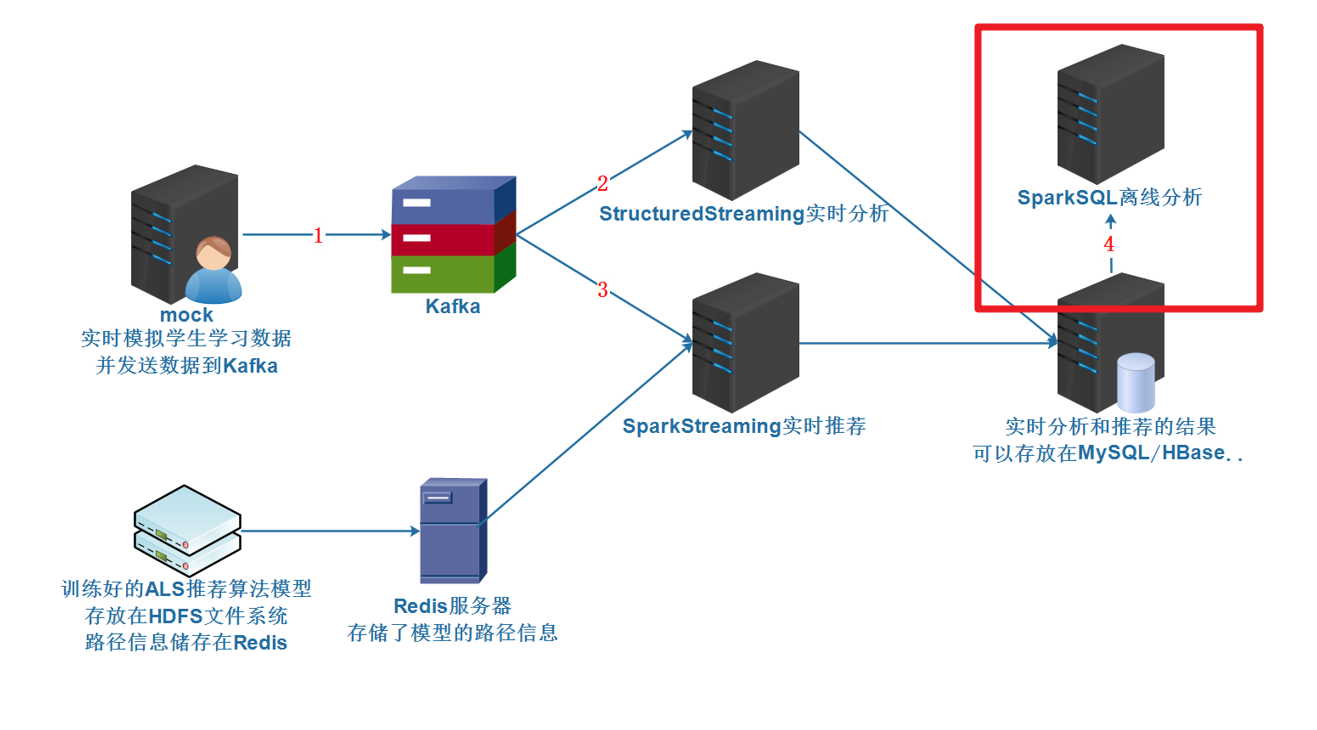 1
mock
实时模拟学生学习数据
并发送数据到Kafka
Kafka
2
StructuredStreaming实时分析
3
SparkStreaming实时推荐
SparkSQL离线分析
4
实时分析和推荐的结果
可以存放在MySQL/HBase..
训练好的ALS推荐算法模型
存放在HDFS文件系统
路径信息储存在Redis
Redis服务器
存储了模型的路径信息